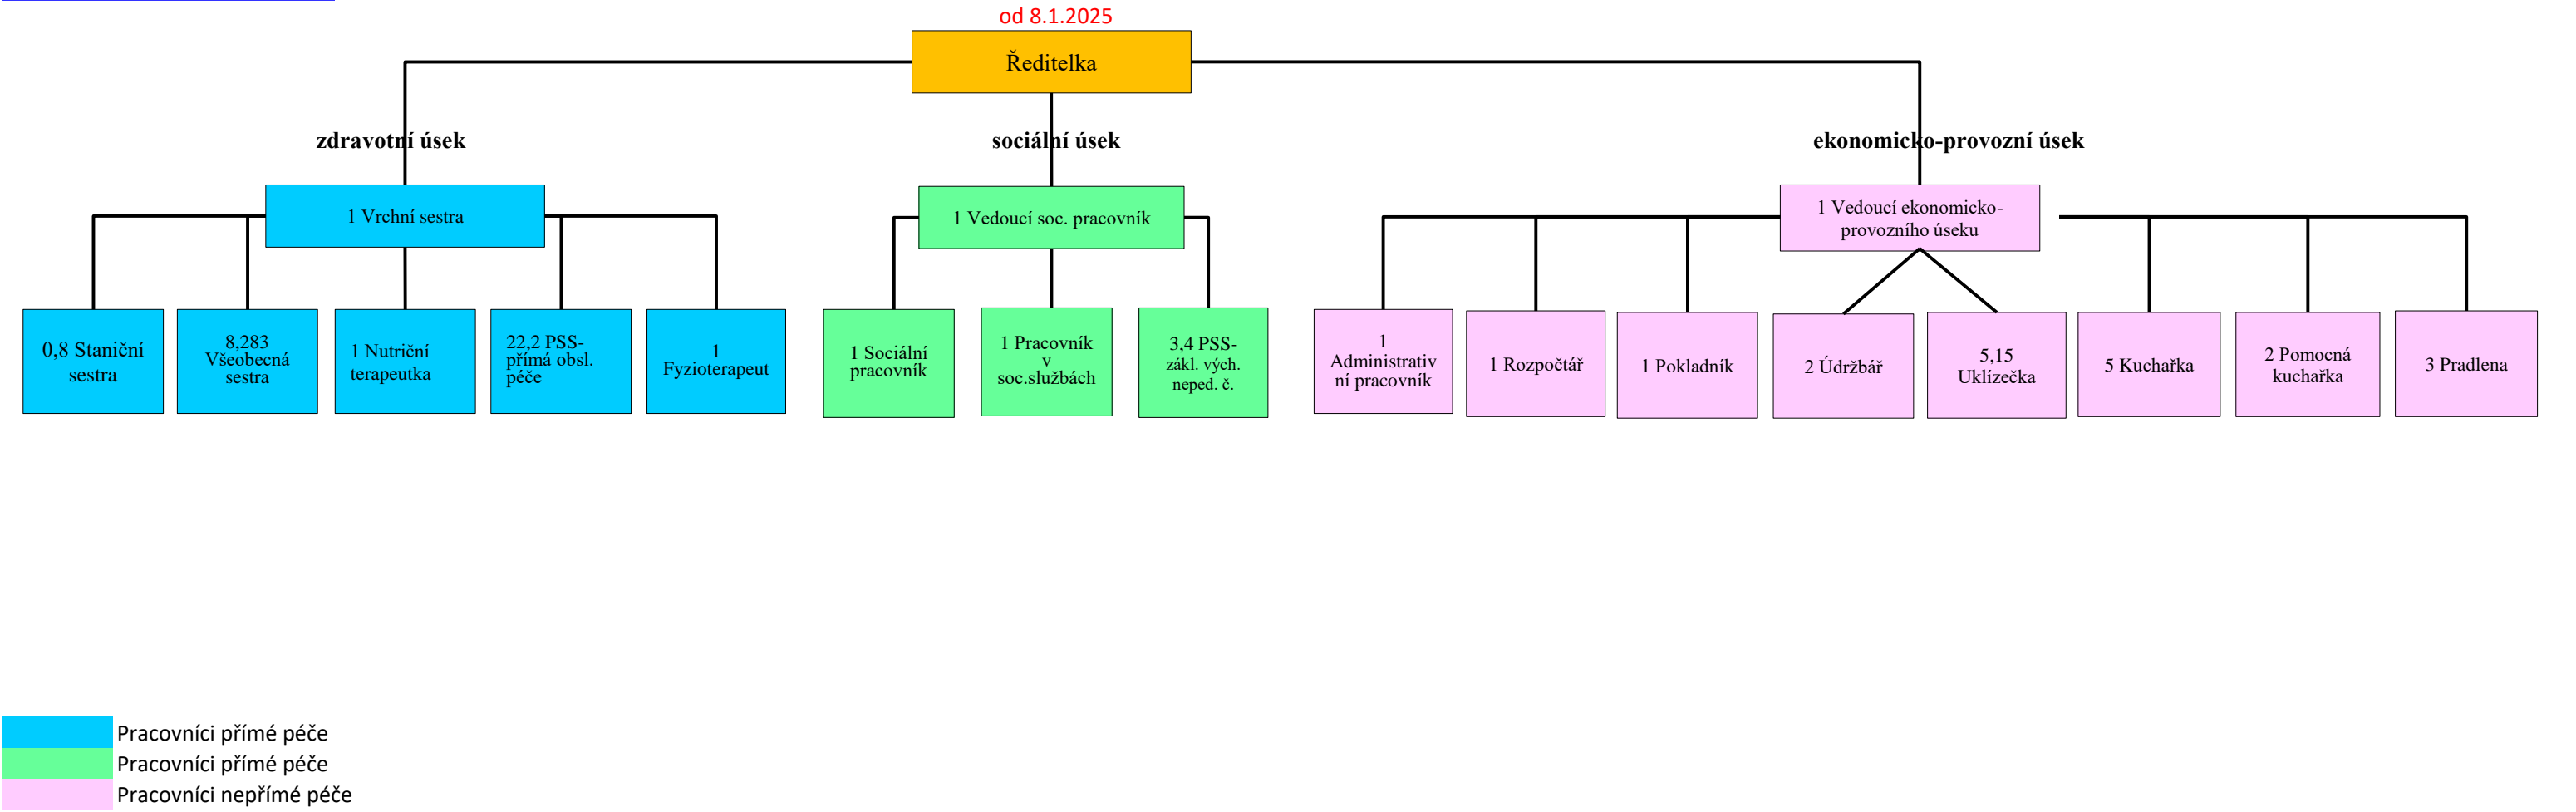 od 8.1.2025
Ředitelka
zdravotní úsek
sociální úsek
ekonomicko-provozní úsek
1 Vrchní sestra
1 Vedoucí soc. pracovník
1 Vedoucí ekonomicko-
provozního úseku
0,8 Staniční
sestra
8,283
Všeobecná
sestra
1 Nutriční
terapeutka
22,2 PSS-
přímá obsl.
péče
1
Fyzioterapeut
1 Sociální
pracovník
1 Pracovník
v
soc.službách
3,4 PSS-
zákl. vých.
neped. č.
1
Administrativ
ní pracovník
1 Rozpočtář
1 Pokladník
2 Údržbář
5,15
Uklízečka
5 Kuchařka
2 Pomocná
kuchařka
3 Pradlena
Pracovníci přímé péče
Pracovníci přímé péče
Pracovníci nepřímé péče